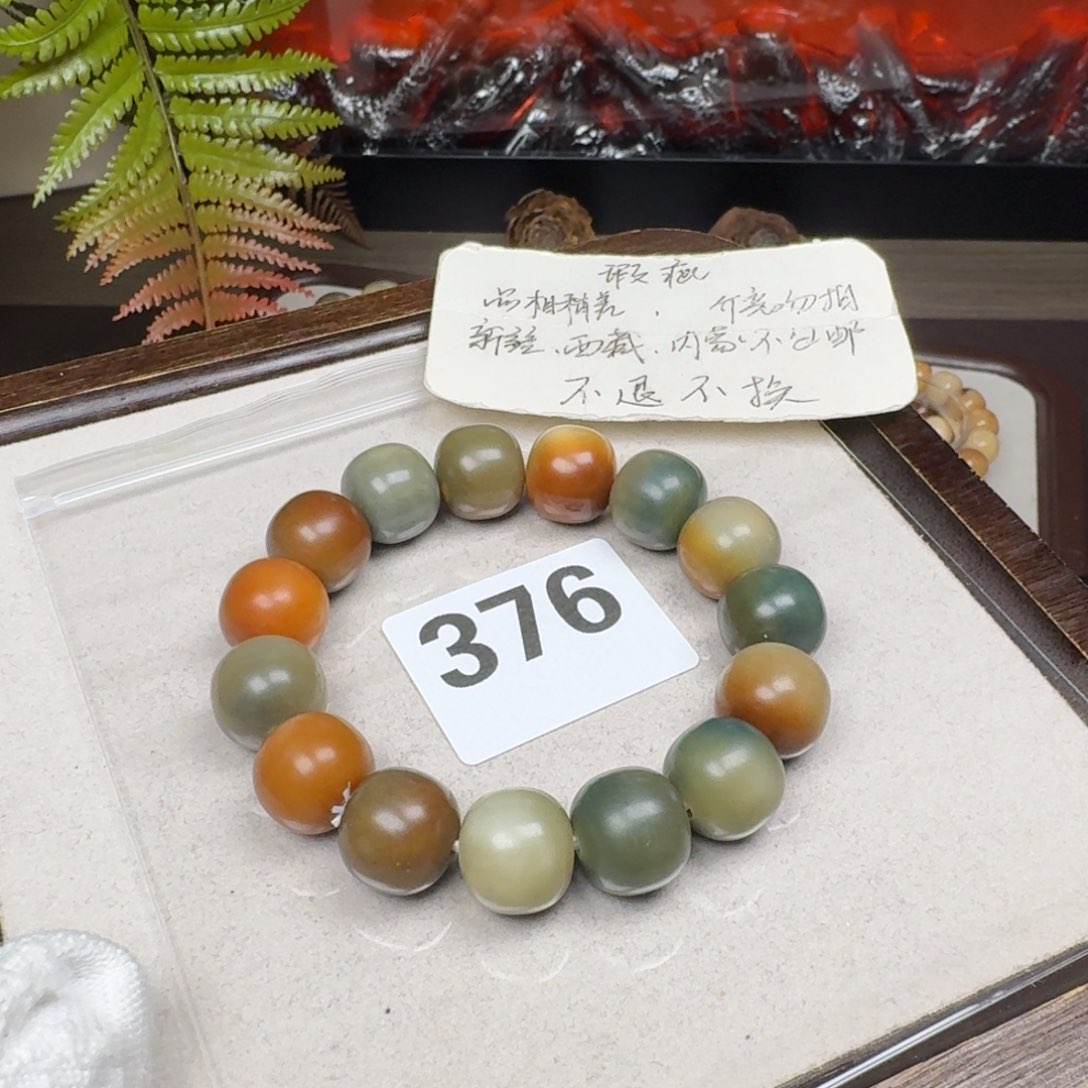 瑕疵
品相稍差, 介意勿拍
新疆、西藏、内蒙、不包邮
不退不换
376